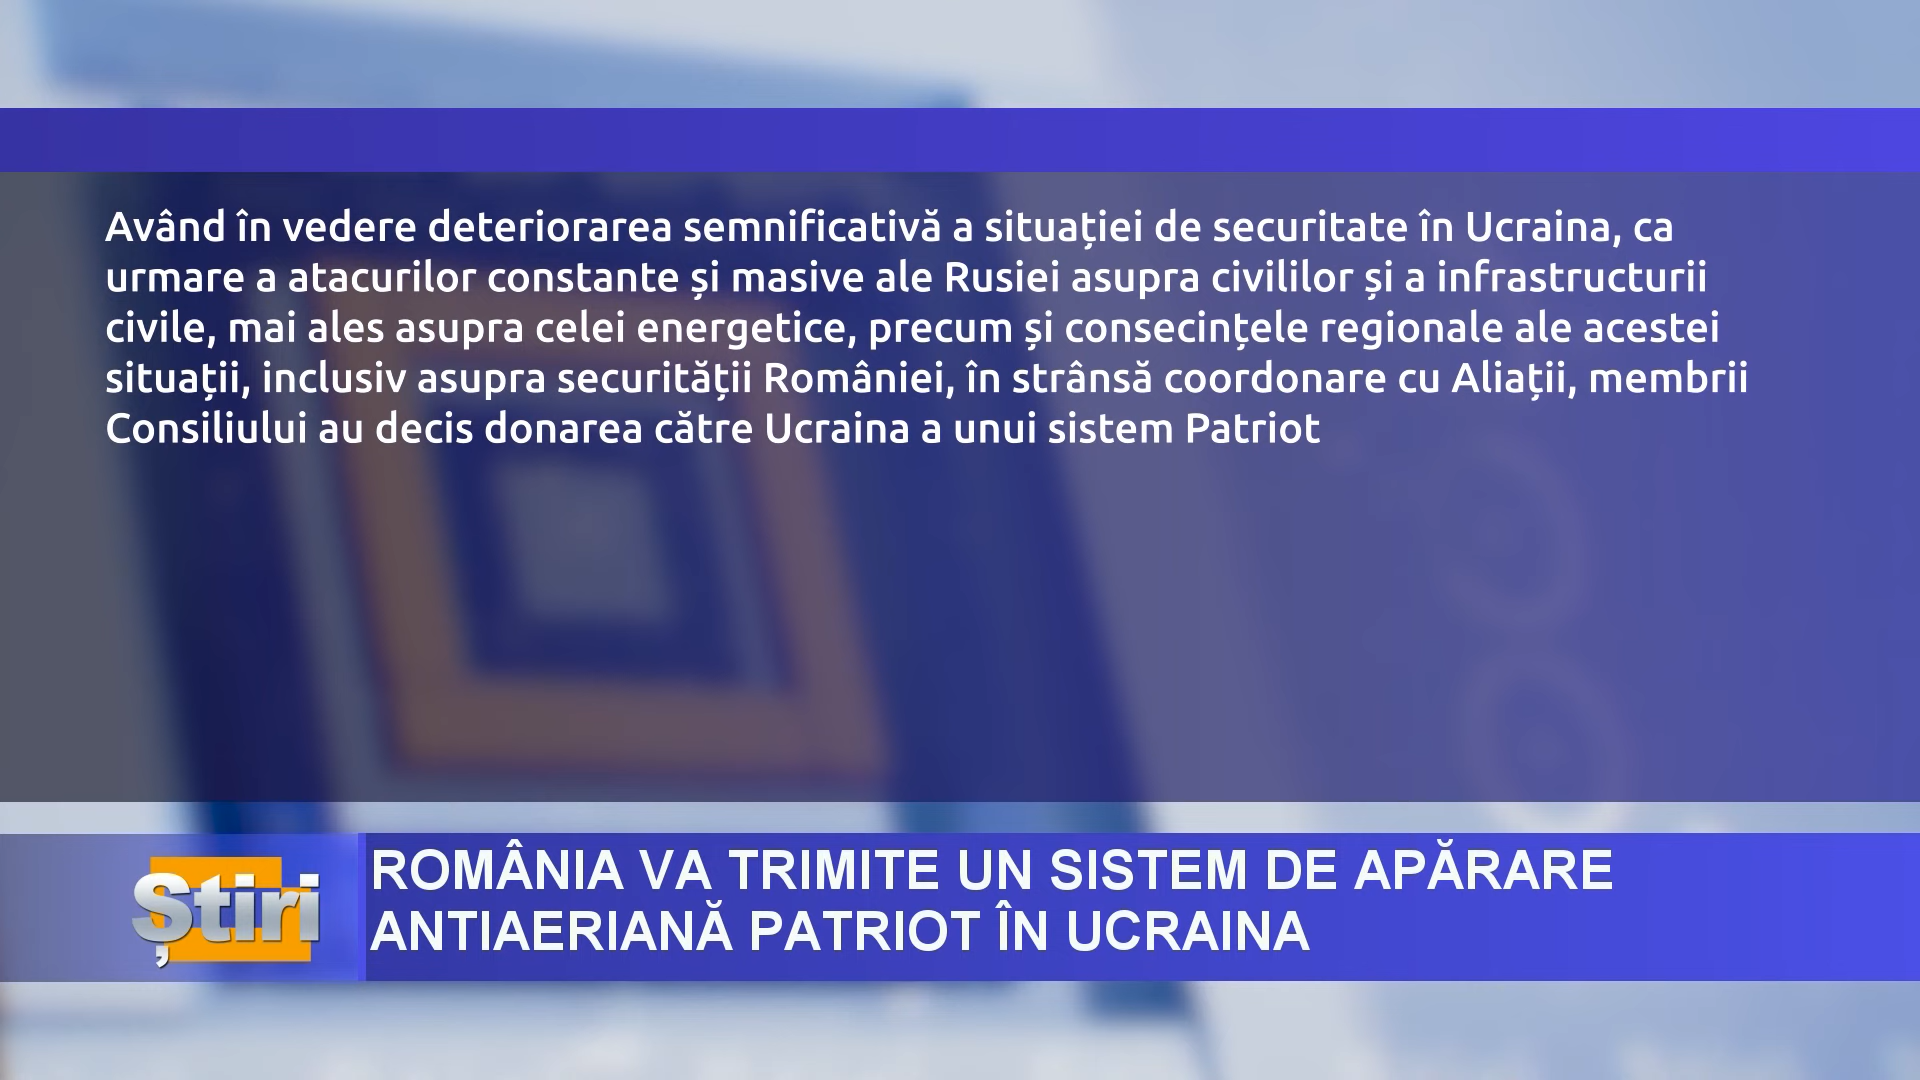 Având în vedere deteriorarea semnificativă a situației de securitate în Ucraina, ca
urmare a atacurilor constante și masive ale Rusiei asupra civililor și a infrastructurii
civile, mai ales asupra celei energetice, precum și consecințele regionale ale acestei
situații, inclusiv asupra securității României, în strânsă coordonare cu Aliații, membrii
Consiliului au decis donarea către Ucraina a unui sistem Patriot
Știri
ROMÂNIA VA TRIMITE UN SISTEM DE APĂRARE
ANTIAERIANĂ PATRIOT ÎN UCRAINA